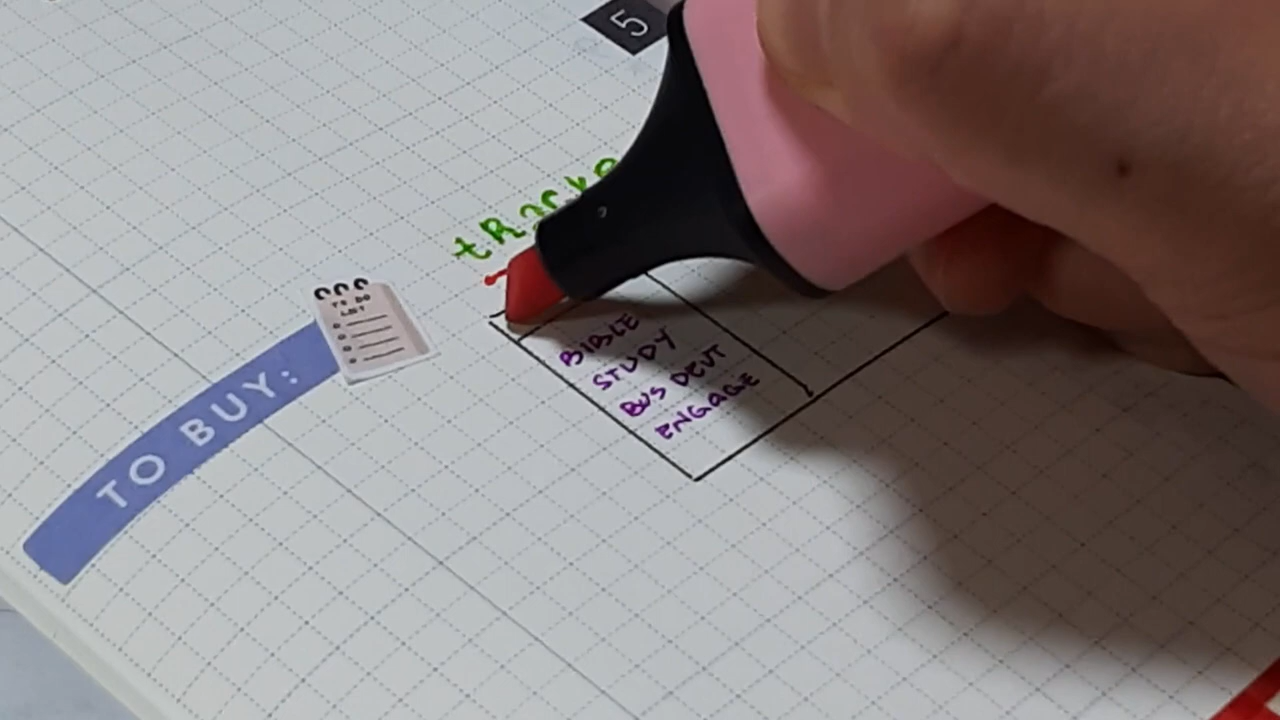 5
TO BUY:
TO DO
LIST
BIBLE
STUDY
BUS DEVT
ENGAGE